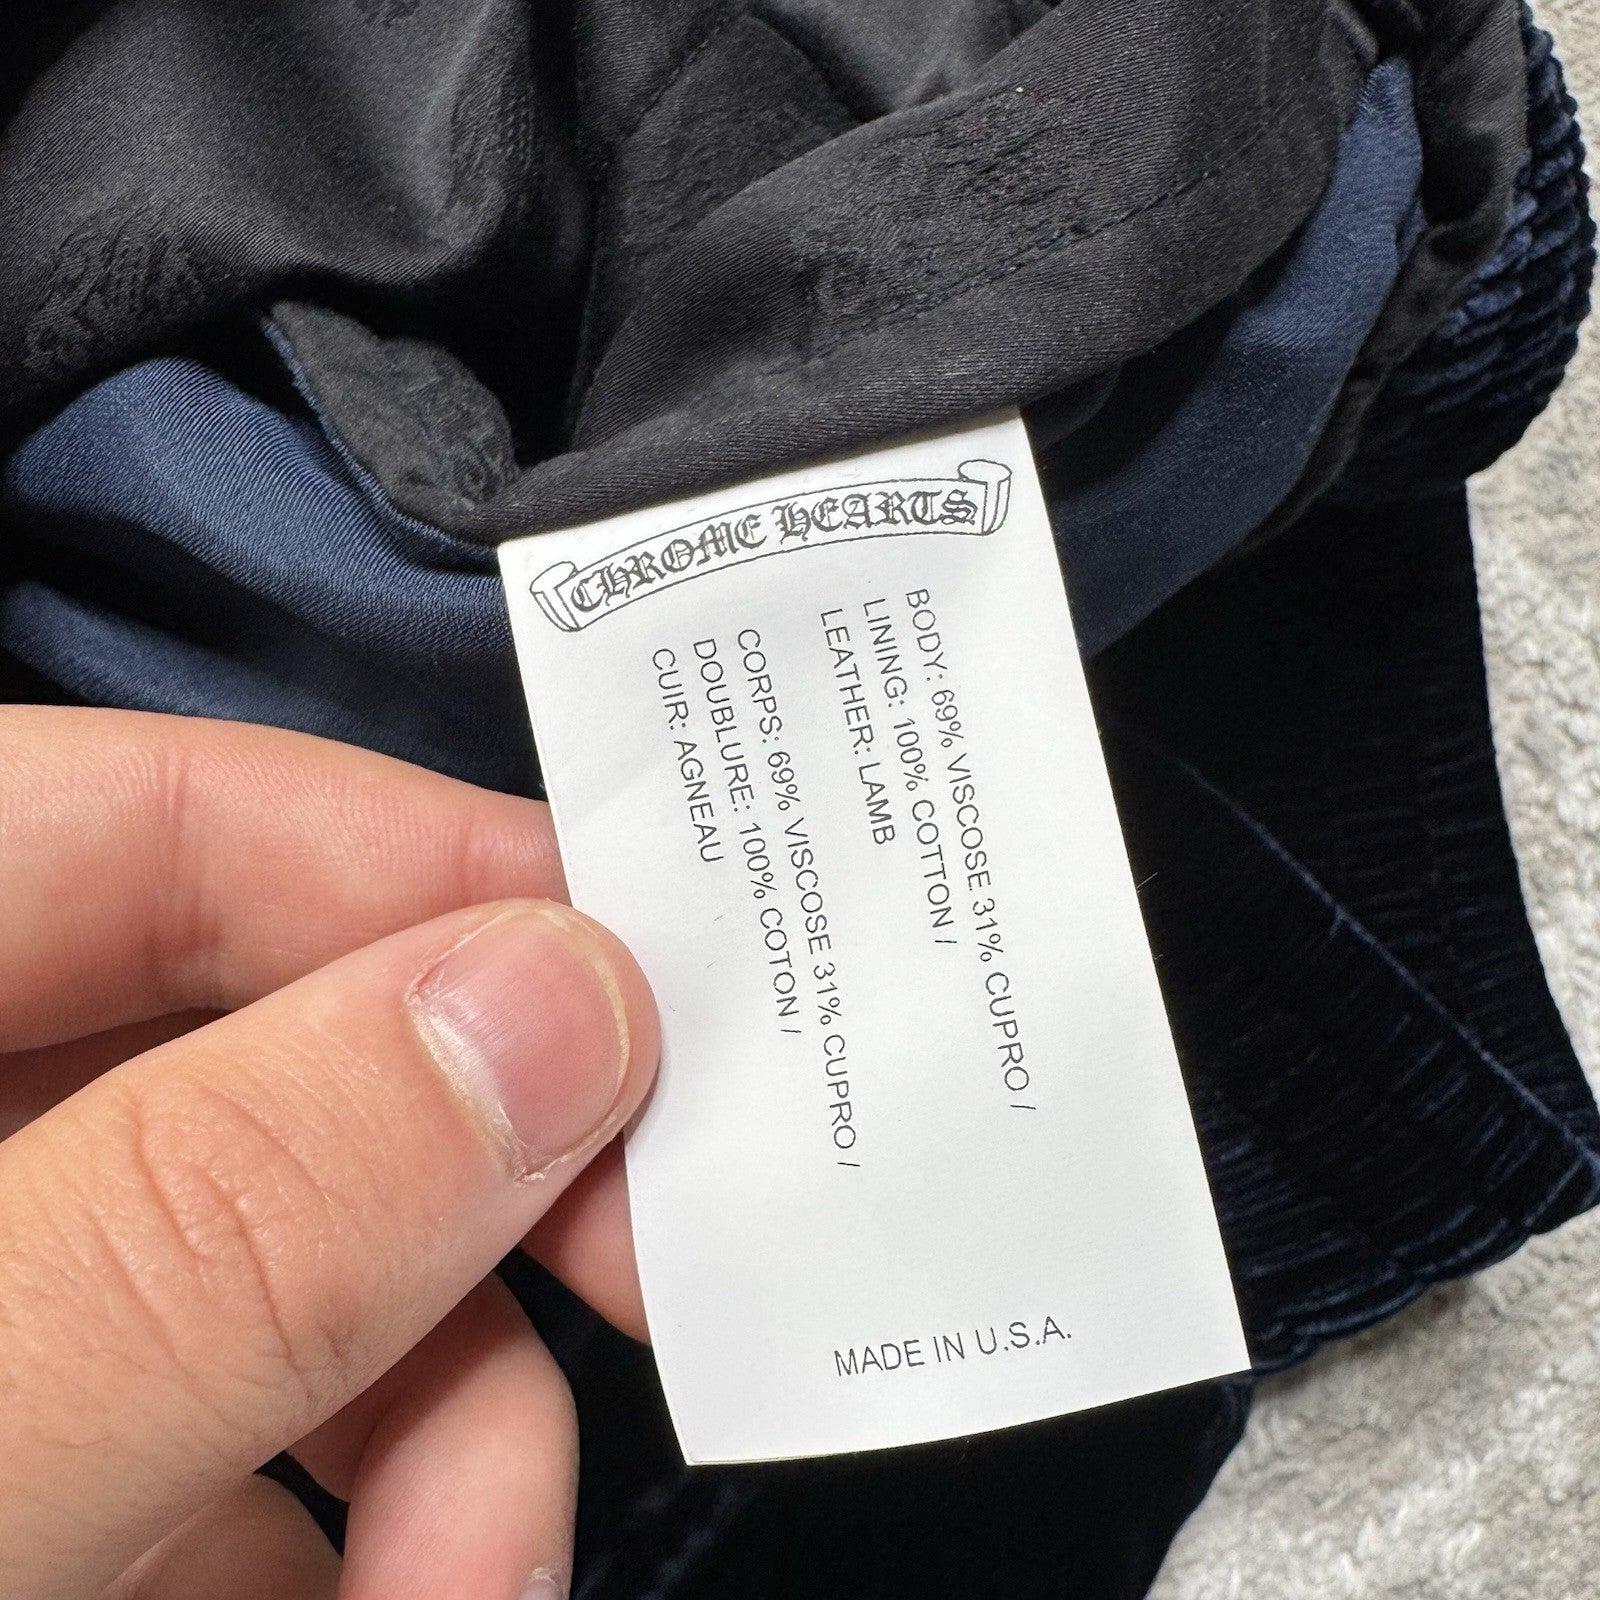 CHROME HEARTS
BODY: 69% VISCOSE 31% CUPRO /
LINING: 100% COTTON /
LEATHER: LAMB
CORPS: 69% VISCOSE 31% CUPRO /
DOUBLURE: 100% COTON /
CUIR: AGNEAU
MADE IN U.S.A.